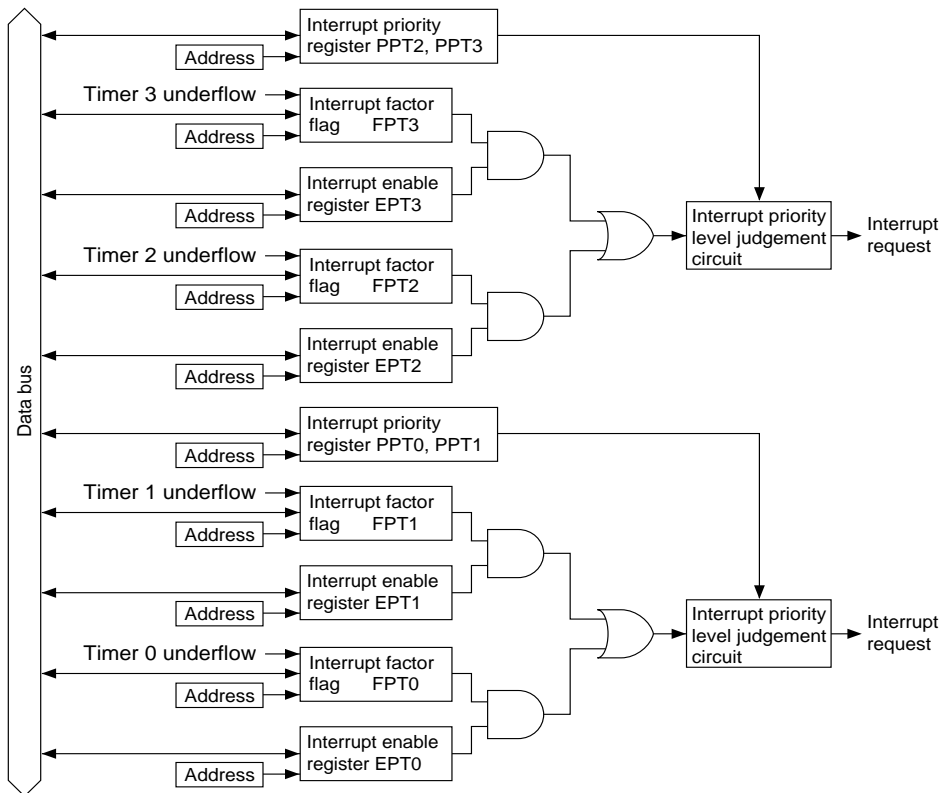 Data bus
Interrupt priority
register PPT2, PPT3
Address
Timer 3 underflow
Interrupt factor
flag FPT3
Address
Interrupt enable
register EPT3
Address
Timer 2 underflow
Interrupt factor
flag FPT2
Address
Interrupt enable
register EPT2
Address
Interrupt priority
level judgement
circuit
Interrupt
request
Interrupt priority
register PPT0, PPT1
Address
Timer 1 underflow
Interrupt factor
flag FPT1
Address
Interrupt enable
register EPT1
Address
Timer 0 underflow
Interrupt factor
flag FPT0
Address
Interrupt enable
register EPT0
Address
Interrupt priority
level judgement
circuit
Interrupt
request